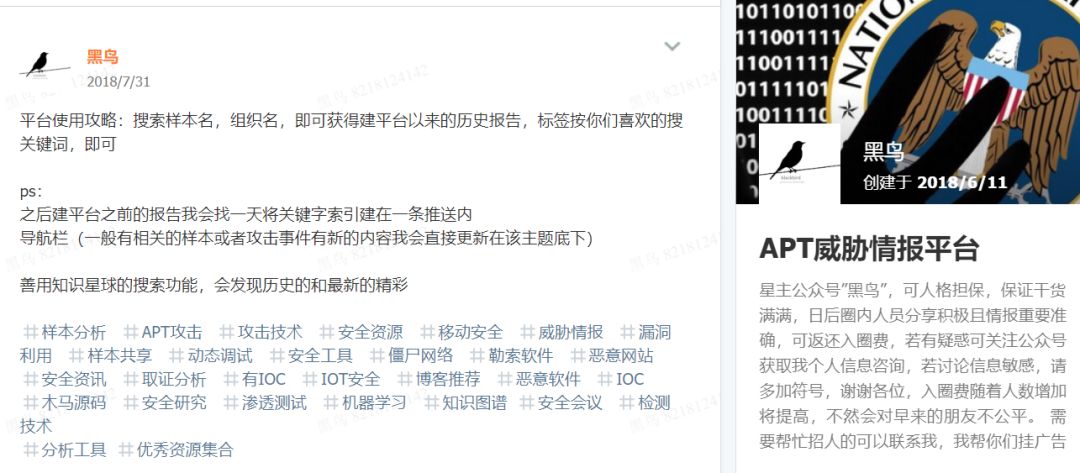 黑鸟
2018/7/31
平台使用攻略：搜索样本名，组织名，即可获得建平台以来的历史报告，标签按你们喜欢的搜
关键词，即可
ps：
之后建平台之前的报告我会找一天将关键字索引建在一条推送内
导航栏（一般有相关的样本或者攻击事件有新的内容我会直接更新在该主题底下）
善用知识星球的搜索功能，会发现历史的和最新的精彩
#样本分析 #APT攻击 #攻击技术 #安全资源 #移动安全 #威胁情报 #漏洞
利用 #样本共享 #动态调试 #安全工具 #僵尸网络 #勒索软件 #恶意网站
#安全资讯 #取证分析 #有IOC #IOT安全 #博客推荐 #恶意软件 #IOC
#木马源码 #安全研究 #渗透测试 #机器学习 #知识图谱 #安全会议 #检测
技术
#分析工具 #优秀资源集合
黑鸟 8218124142
NATION
黑鸟
创建于 2018/6/11
APT威胁情报平台
星主公众号"黑鸟"，可人格担保，保证干货
满满，日后圈内人员分享积极且情报重要准
确，可返还入圈费，若有疑惑可关注公众号
获取我个人信息咨询，若讨论信息敏感，请
多加符号，谢谢各位，入圈费随着人数增加
将提高，不然会对早来的朋友不公平。 需
要帮忙招人的可以联系我，我帮你们挂广告